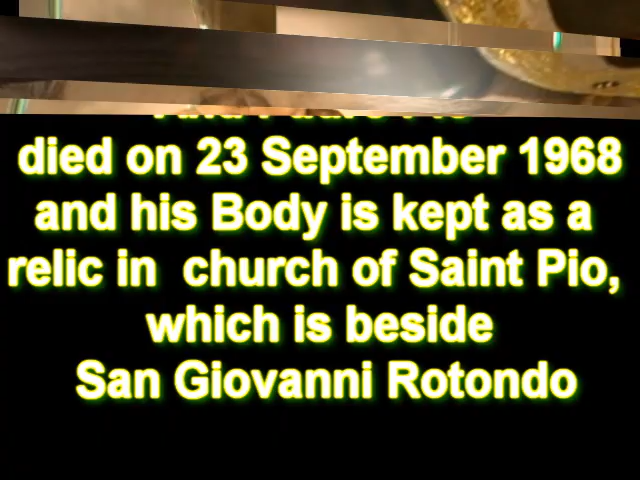 died on 23 September 1968
and his Body is kept as a
relic in church of Saint Pio,
which is beside
San Giovanni Rotondo